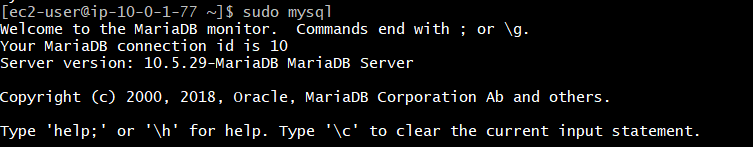 [ec2-user@ip-10-0-1-77 ~]$ sudo mysql
Welcome to the MariaDB monitor.  Commands end with ; or \g.
Your MariaDB connection id is 10
Server version: 10.5.29-MariaDB MariaDB Server
Copyright (c) 2000, 2018, Oracle, MariaDB Corporation Ab and others.
Type 'help;' or '\h' for help. Type '\c' to clear the current input statement.